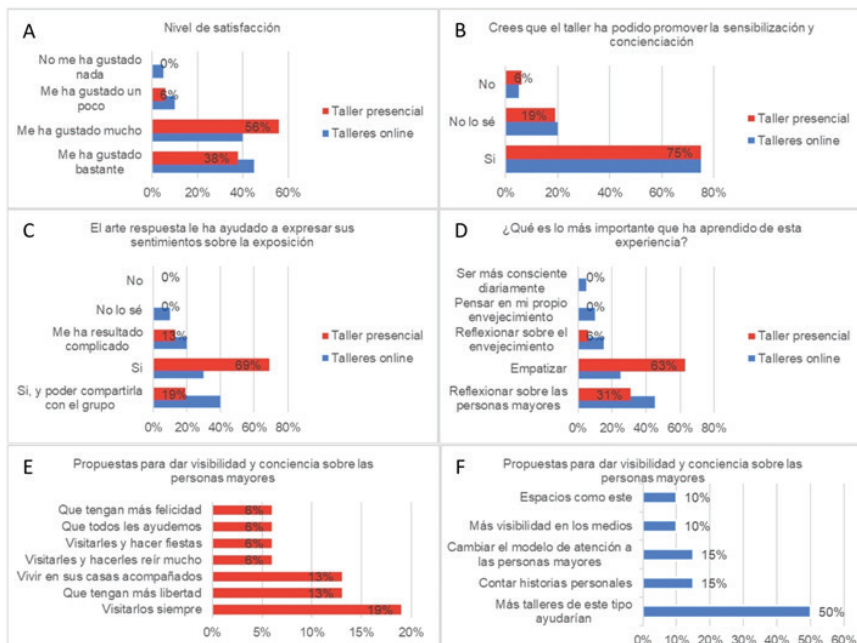 A
Nivel de satisfacción
No me ha gustado
nada
Me ha gustado un
poco
Me ha gustado mucho
Me ha gustado
bastante
0%
6%
56%
38%
0% 20% 40% 60%
Taller presencial
Talleres online
B
Crees que el taller ha podido promover la sensibilización y
concienciación
No
No lo sé
Si
6%
19%
75%
0% 20% 40% 60% 80%
Taller presencial
Talleres online
C
El arte respuesta le ha ayudado a expresar sus
sentimientos sobre la exposición
No
No lo sé
Me ha resultado
complicado
Si
Si, y poder compartirla
con el grupo
0%
0%
13%
69%
19%
0% 20% 40% 60% 80%
Taller presencial
Talleres online
D
¿Qué es lo más importante que ha aprendido de esta
experiencia?
Ser más consciente
diariamente
Pensar en mi propio
envejecimiento
Reflexionar sobre el
envejecimiento
Empatizar
Reflexionar sobre las
personas mayores
0%
0%
6%
63%
31%
0% 20% 40% 60% 80%
Taller presencial
Talleres online
E
Propuestas para dar visibilidad y conciencia sobre las
personas mayores
Que tengan más felicidad
Que todos les ayudemos
Visitarles y hacer fiestas
Visitarles y hacerles reír mucho
Vivir en sus casas acompañados
Que tengan más libertad
Visitarlos siempre
6%
6%
6%
6%
13%
13%
19%
0% 5% 10% 15% 20%
F
Propuestas para dar visibilidad y conciencia sobre las
personas mayores
Espacios como este
Más visibilidad en los medios
Cambiar el modelo de atención a
las personas mayores
Contar historias personales
Más talleres de este tipo
ayudarían
10%
10%
15%
15%
50%
0% 10% 20% 30% 40% 50% 60%